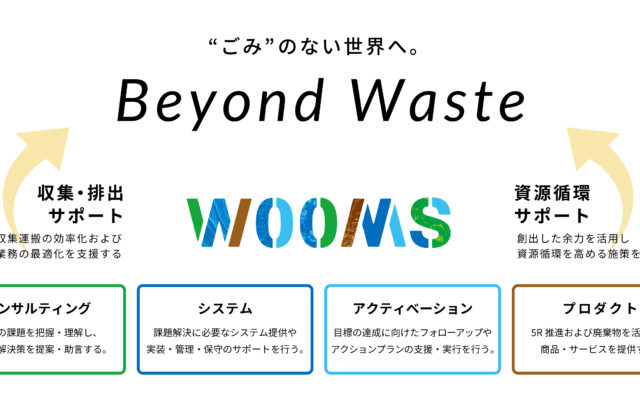 “ごみ”のない世界へ。
Beyond Waste
収集・排出
サポート
収集運搬の効率化および
業務の最適化を支援する
WOOMS
資源循環
サポート
創出した余力を活用し
資源循環を高める施策を
ンサルティング
の課題を把握・理解し、
解決策を提案・助言する。
システム
課題解決に必要なシステム提供や
実装・管理・保守のサポートを行う。
アクティベーション
目標の達成に向けたフォローアップや
アクションプランの支援・実行を行う。
プロダクト
5R 推進および廃棄物を活
商品・サービスを提供す